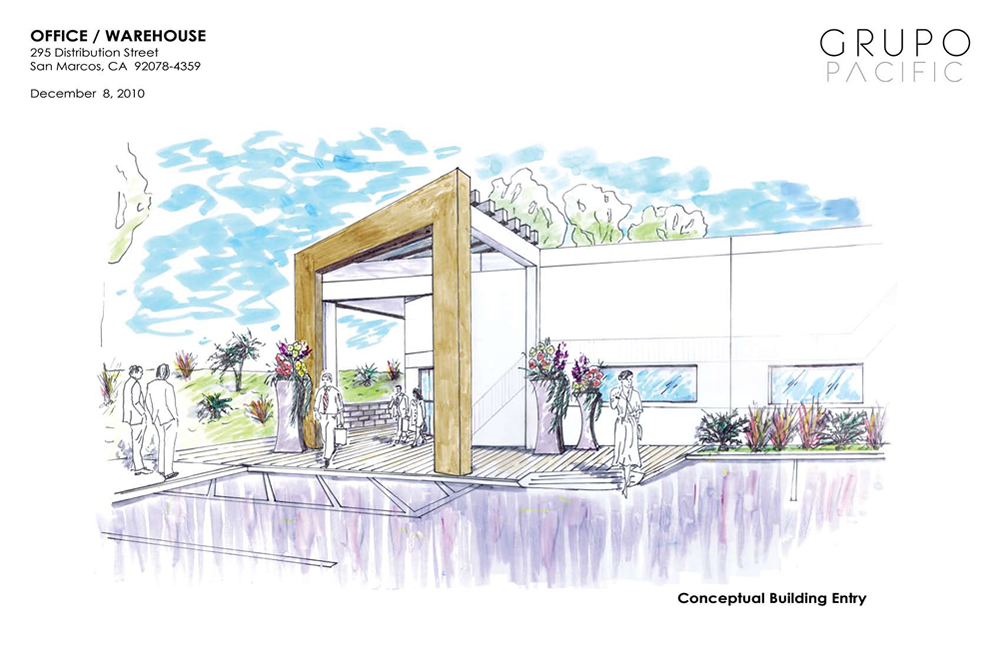 OFFICE / WAREHOUSE
295 Distribution Street
San Marcos, CA 92078-4359
December 8, 2010
GRUPO
PACIFIC
Conceptual Building Entry